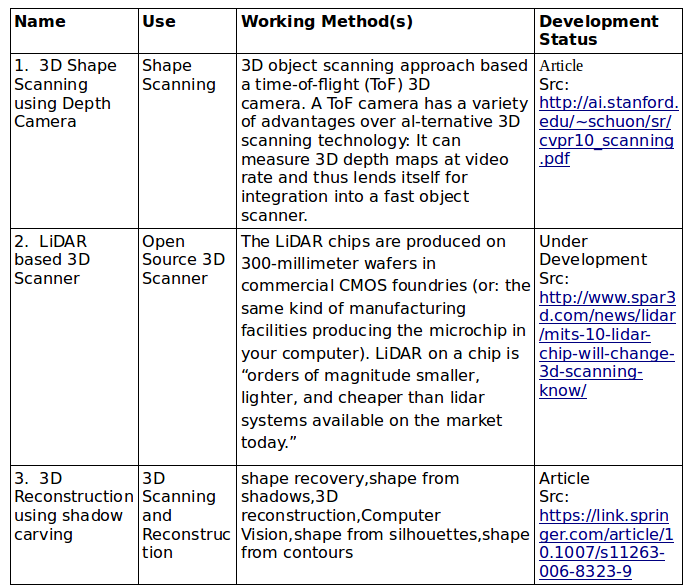 Name
Use
Working Method(s)
Development
Status
1.  3D Shape
Scanning
using Depth
Camera
Shape
Scanning
3D object scanning approach based
a time-of-flight (ToF) 3D
camera. A ToF camera has a variety
of advantages over al-ternative 3D
scanning technology: It can
measure 3D depth maps at video
rate and thus lends itself for
integration into a fast object
scanner.
Article
Src:
http://ai.stanford.
edu/~schuon/sr/
cvpr10_scanning
.pdf
2.  LiDAR
based 3D
Scanner
Open
Source 3D
Scanner
The LiDAR chips are produced on
300-millimeter wafers in
commercial CMOS foundries (or: the
same kind of manufacturing
facilities producing the microchip in
your computer). LiDAR on a chip is
“orders of magnitude smaller,
lighter, and cheaper than lidar
systems available on the market
today.”
Under
Development
Src:
http://www.spar3
d.com/news/lidar
/mits-10-lidar-
chip-will-change-
3d-scanning-
know/
3.  3D
Reconstruction
using shadow
carving
3D
Scanning
and
Reconstruc
tion
shape recovery,shape from
shadows,3D
reconstruction,Computer
Vision,shape from silhouettes,shape
from contours
Article
Src:
https://link.sprin
ger.com/article/1
0.1007/s11263-
006-8323-9